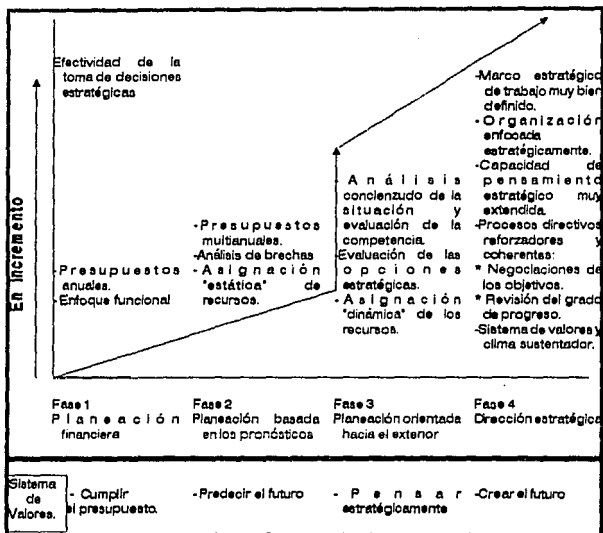 Efectividad de la
toma de decisiones
estratégicas
En incremento
-Presupuestos
anuales.
-Enfoque funcional
-Presupuestos
multianuales.
-Análisis de brechas
-Asignación
"estática" de
recursos.
-Análisis
concienzudo de la
situación y
evaluación de la
competencia.
-Evaluación de las
opciones
estratégicas.
-Asignación
"dinámica" de los
recursos.
-Marco estratégico
de trabajo muy bien
definido.
-Organización
enfocada
estratégicamente.
-Capacidad de
pensamiento
estratégico muy
extendida.
-Procesos directivos
reforzadores y
coherentes:
* Negociaciones de
los objetivos.
* Revisión del grado
de progreso.
-Sistema de valores y
clima sustentador.
Fase 1
Planeación
financiera
Fase 2
Planeación basada
en los pronósticos
Fase 3
Planeación orientada
hacia el exterior
Fase 4
Dirección estratégica
Sistema
de
Valores.
- Cumplir
el presupuesto.
-Predecir el futuro
- Pensar
estratégicamente
-Crear el futuro